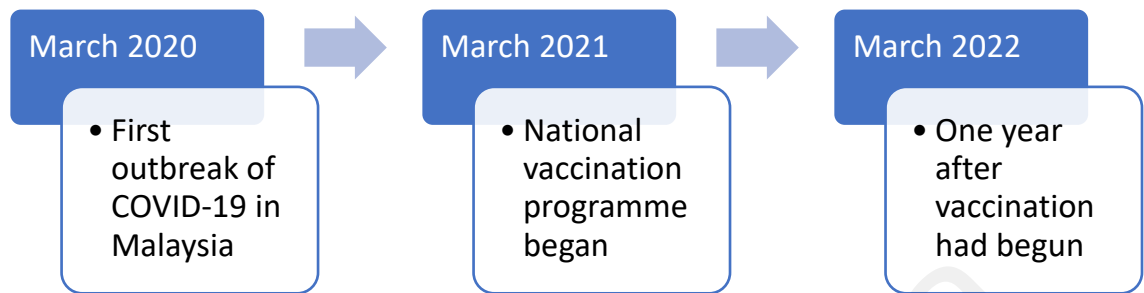 March 2020
• First
outbreak of
COVID-19 in
Malaysia
March 2021
• National
vaccination
programme
began
March 2022
• One year
after
vaccination
had begun